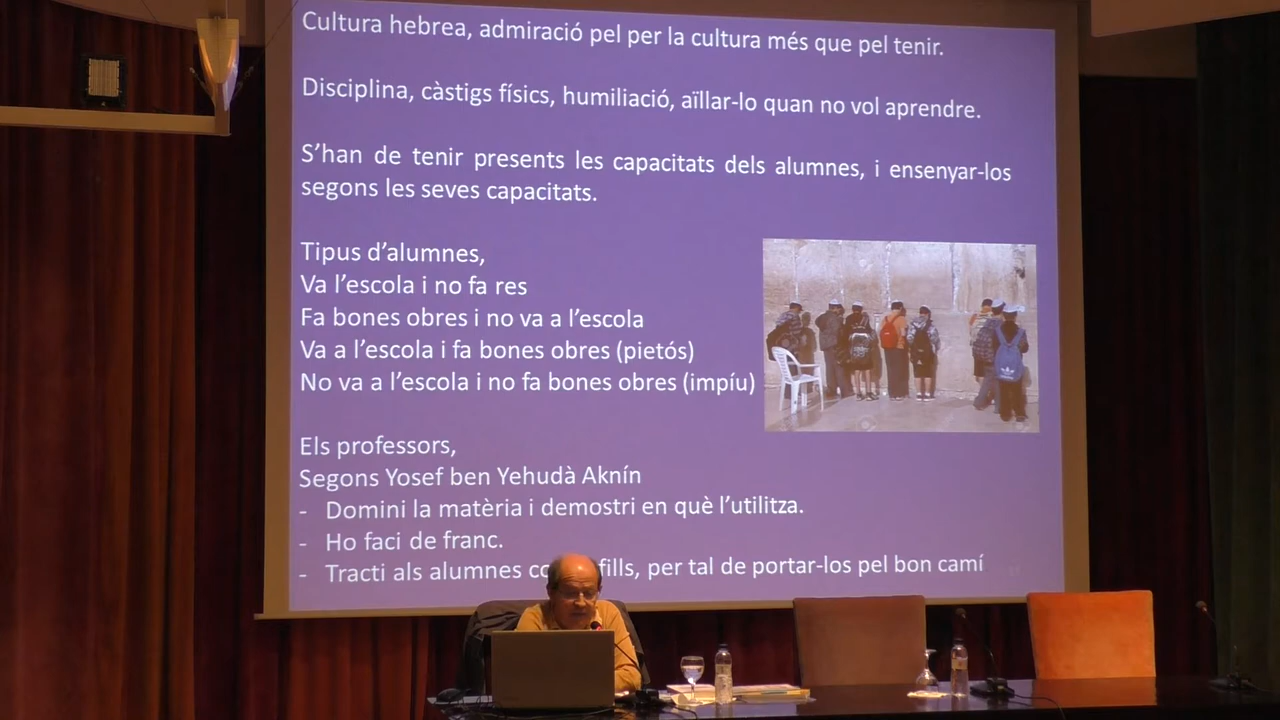 Cultura hebrea, admiració pel per la cultura més que pel tenir.
Disciplina, càstigs físics, humiliació, aïllar-lo quan no vol aprendre.
S'han de tenir presents les capacitats dels alumnes, i ensenyar-los
segons les seves capacitats.
Tipus d'alumnes,
Va l'escola i no fa res
Fa bones obres i no va a l'escola
Va a l'escola i fa bones obres (pietós)
No va a l'escola i no fa bones obres (impíu)
Els professors,
Segons Yosef ben Yehudà Aknín
- Domini la matèria i demostri en què l'utilitza.
- Ho faci de franc.
- Tracti als alumnes fills, per tal de portar-los pel bon camí